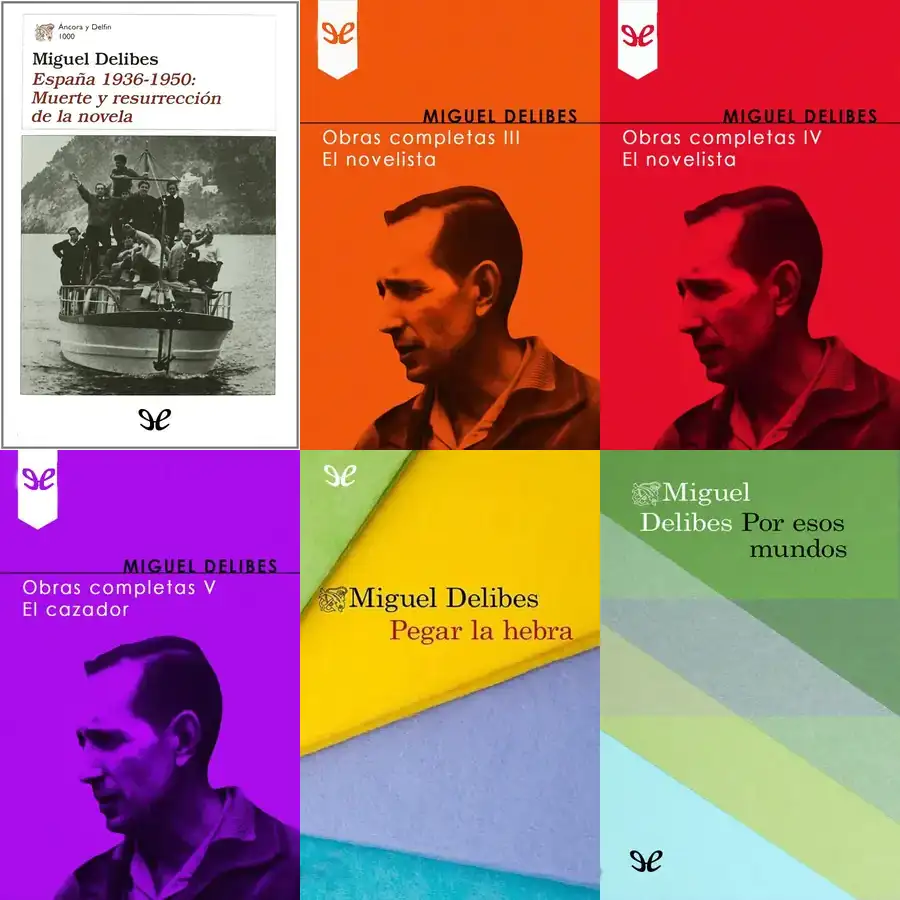 Áncora y Delfín
1000
Miguel Delibes
España 1936-1950:
Muerte y resurrección
de la novela
MIGUEL DELIBES
Obras completas III
El novelista
MIGUEL DELIBES
Obras completas IV
El novelista
MIGUEL DELIBES
Obras completas V
El cazador
Miguel Delibes
Pegar la hebra
Miguel
Delibes Por esos
mundos